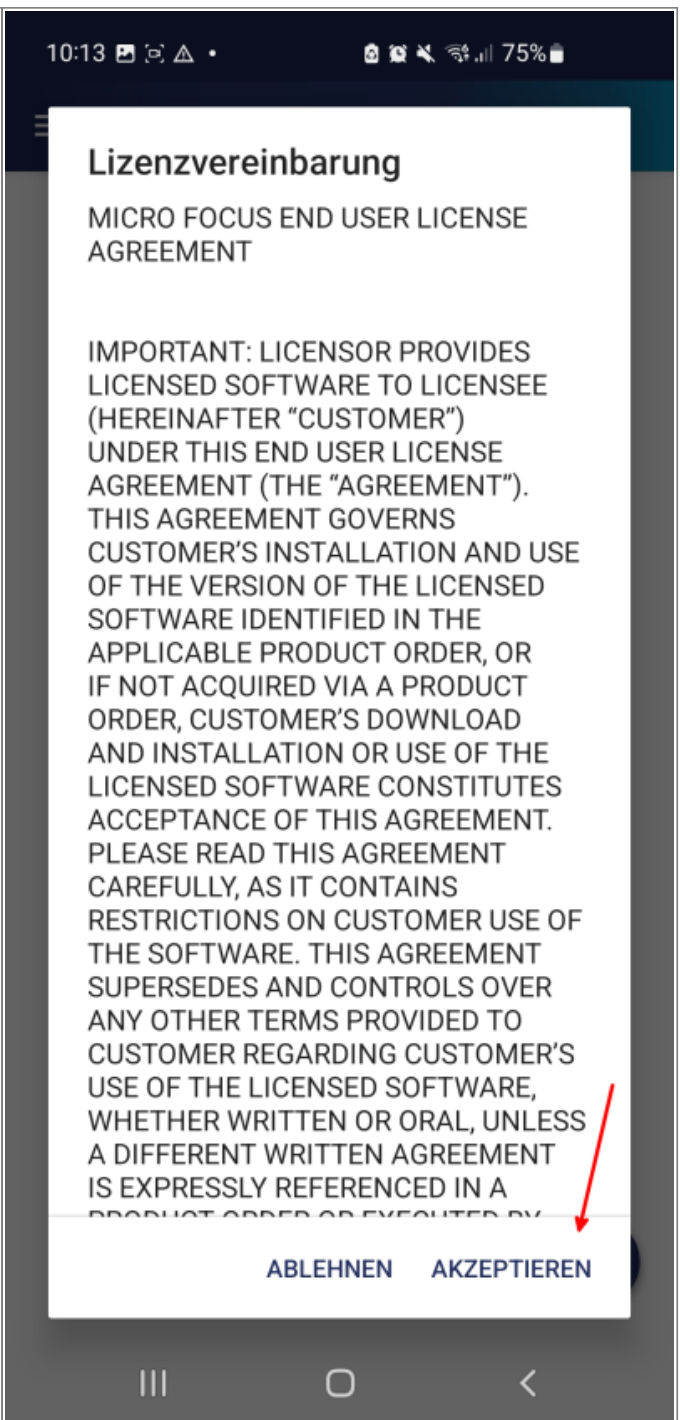 10:13
75%
Lizenzvereinbarung
MICRO FOCUS END USER LICENSE
AGREEMENT
IMPORTANT: LICENSOR PROVIDES
LICENSED SOFTWARE TO LICENSEE
(HEREINAFTER “CUSTOMER”)
UNDER THIS END USER LICENSE
AGREEMENT (THE “AGREEMENT”).
THIS AGREEMENT GOVERNS
CUSTOMER’S INSTALLATION AND USE
OF THE VERSION OF THE LICENSED
SOFTWARE IDENTIFIED IN THE
APPLICABLE PRODUCT ORDER, OR
IF NOT ACQUIRED VIA A PRODUCT
ORDER, CUSTOMER’S DOWNLOAD
AND INSTALLATION OR USE OF THE
LICENSED SOFTWARE CONSTITUTES
ACCEPTANCE OF THIS AGREEMENT.
PLEASE READ THIS AGREEMENT
CAREFULLY, AS IT CONTAINS
RESTRICTIONS ON CUSTOMER USE OF
THE SOFTWARE. THIS AGREEMENT
SUPERSEDES AND CONTROLS OVER
ANY OTHER TERMS PROVIDED TO
CUSTOMER REGARDING CUSTOMER’S
USE OF THE LICENSED SOFTWARE,
WHETHER WRITTEN OR ORAL, UNLESS
A DIFFERENT WRITTEN AGREEMENT
IS EXPRESSLY REFERENCED IN A
PRODUCT ORDER OR EXECUTED BY
ABLEHNEN AKZEPTIEREN